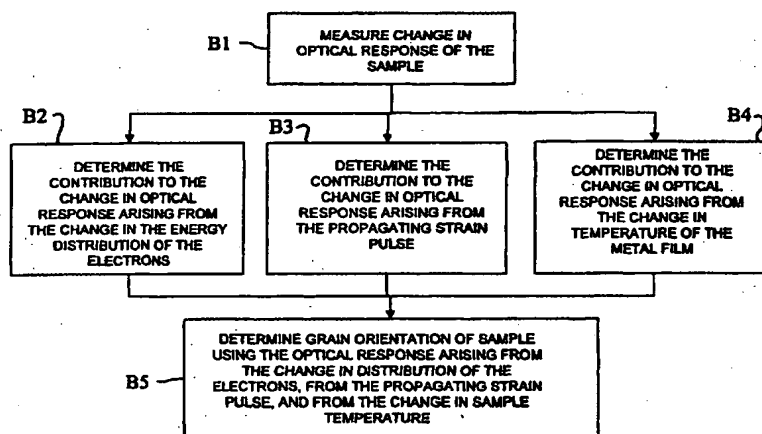 B1
MEASURE CHANGE IN
OPTICAL RESPONSE OF THE
SAMPLE
B2
DETERMINE THE
CONTRIBUTION TO THE
CHANGE IN OPTICAL
RESPONSE ARISING FROM
THE CHANGE IN THE ENERGY
DISTRIBUTION OF THE
ELECTRONS
B3
DETERMINE THE
CONTRIBUTION TO THE
CHANGE IN OPTICAL
RESPONSE ARISING FROM
THE PROPAGATING STRAIN
PULSE
B4
DETERMINE THE
CONTRIBUTION TO THE
CHANGE IN OPTICAL
RESPONSE ARISING FROM
THE CHANGE IN
TEMPERATURE OF THE
METAL FILM
B5
DETERMINE GRAIN ORIENTATION OF SAMPLE
USING THE OPTICAL RESPONSE ARISING FROM
THE CHANGE IN DISTRIBUTION OF THE
ELECTRONS, FROM THE PROPAGATING STRAIN
PULSE, AND FROM THE CHANGE IN SAMPLE
TEMPERATURE